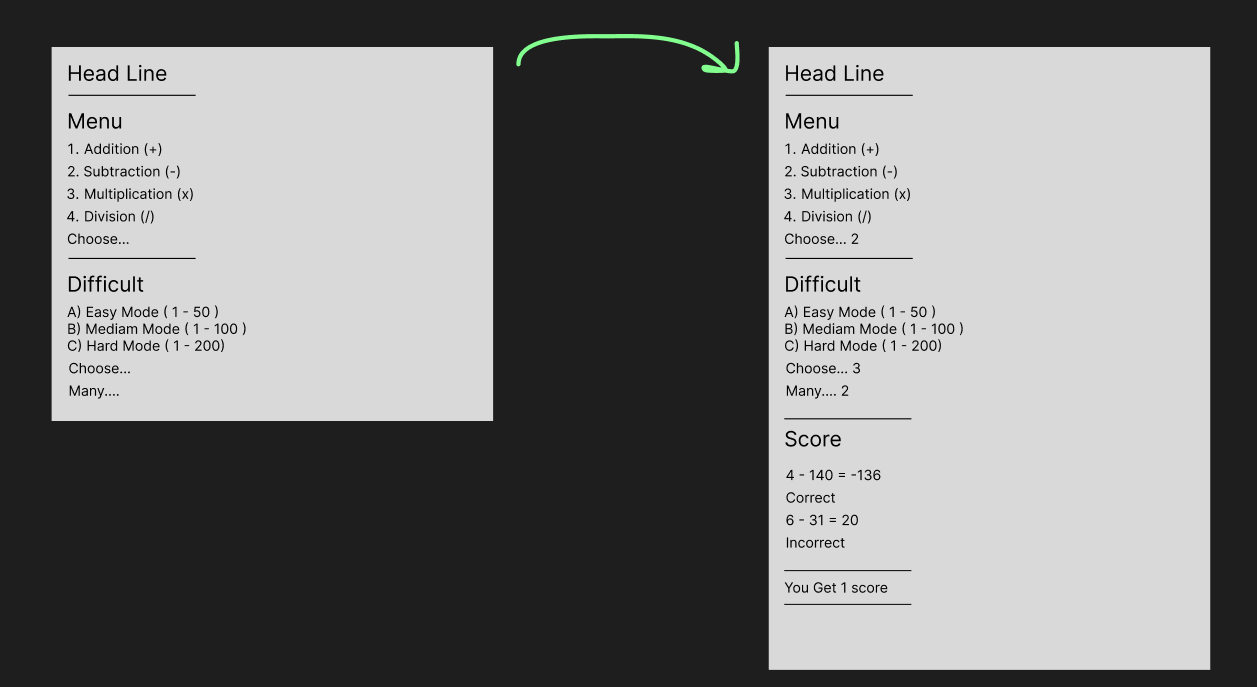 Head Line
Menu
1. Addition (+)
2. Subtraction (-)
3. Multiplication (x)
4. Division (/)
Choose...
Difficult
A) Easy Mode ( 1 - 50 )
B) Mediam Mode ( 1 - 100 )
C) Hard Mode ( 1 - 200)
Choose...
Many....
Head Line
Menu
1. Addition (+)
2. Subtraction (-)
3. Multiplication (x)
4. Division (/)
Choose... 2
Difficult
A) Easy Mode ( 1 - 50 )
B) Mediam Mode ( 1 - 100 )
C) Hard Mode ( 1 - 200)
Choose... 3
Many.... 2
Score
4 - 140 = -136
Correct
6 - 31 = 20
Incorrect
You Get 1 score